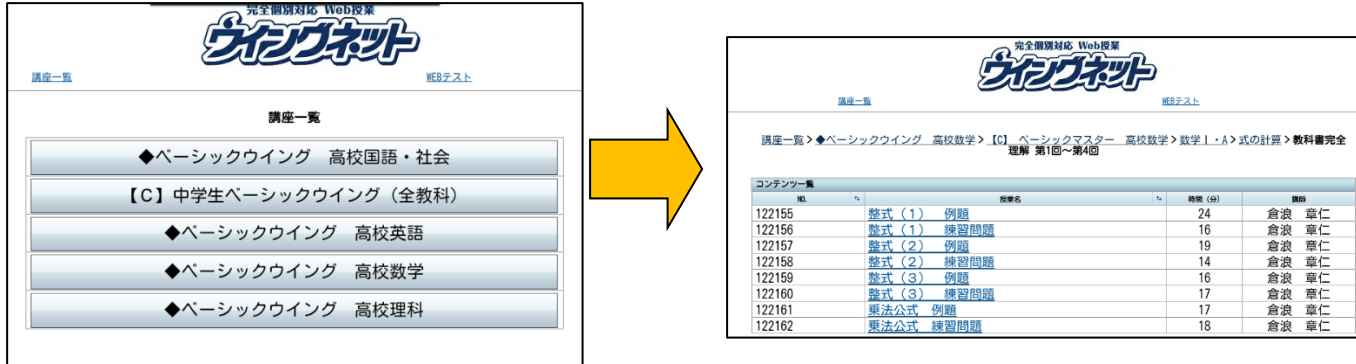 完全個別対応 Web授業
ウイングネット
講座一覧 WEBテスト
講座一覧
◆ベーシックウイング 高校国語・社会
【C】中学生ベーシックウイング（全教科）
◆ベーシックウイング 高校英語
◆ベーシックウイング 高校数学
◆ベーシックウイング 高校理科
完全個別対応 Web授業
ウイングネット
講座一覧 WEBテスト
講座一覧>◆ベーシックウイング 高校数学>【C】 ベーシックマスター 高校数学>数学Ⅰ・A>式の計算>教科書完全
理解 第1回～第4回
コンテンツ一覧
NO. 授業名 時間（分） 講師
122155 整式（1） 例題 24 倉浪 章仁
122156 整式（1） 練習問題 16 倉浪 章仁
122157 整式（2） 例題 19 倉浪 章仁
122158 整式（2） 練習問題 14 倉浪 章仁
122159 整式（3） 例題 16 倉浪 章仁
122160 整式（3） 練習問題 17 倉浪 章仁
122161 乗法公式 例題 17 倉浪 章仁
122162 乗法公式 練習問題 18 倉浪 章仁